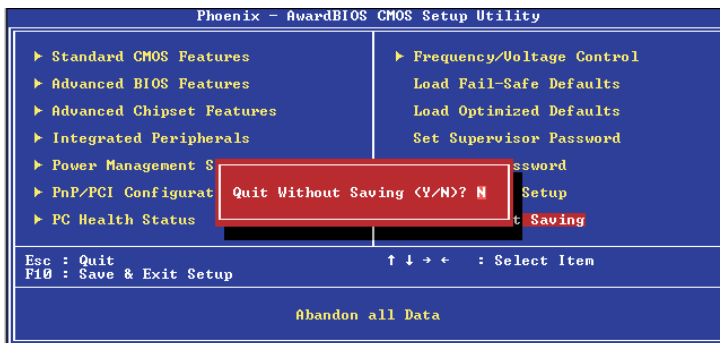 Phoenix - AwardBIOS CMOS Setup Utility
▶ Standard CMOS Features
▶ Advanced BIOS Features
▶ Advanced Chipset Features
▶ Integrated Peripherals
▶ Power Management S
▶ PnP/PCI Configurat
▶ PC Health Status
▶ Frequency/Voltage Control
Load Fail-Safe Defaults
Load Optimized Defaults
Set Supervisor Password
ssword
Setup
t Saving
Quit Without Saving (Y/N)? N
Esc : Quit
F10 : Save & Exit Setup
↑ ↓ → ← : Select Item
Abandon all Data